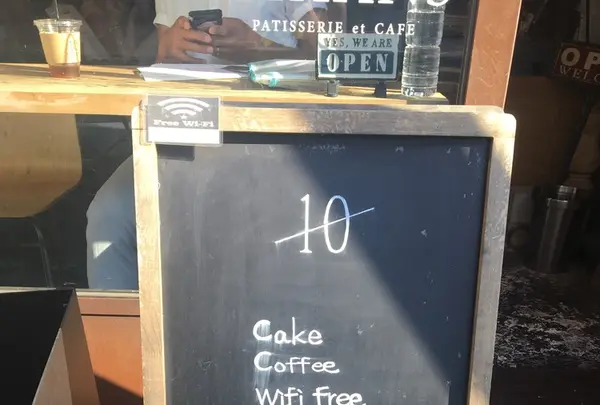 PATISSERIE et CAFE
YES, WE ARE
OPEN
Free Wi-Fi
10
Cake
Coffee
Wifi free